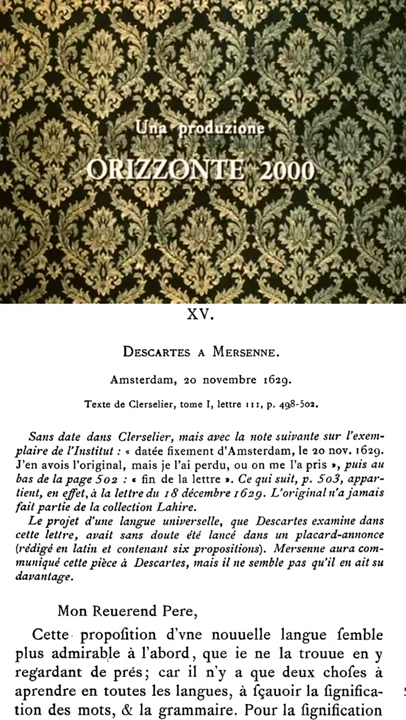 Una produzione
ORIZZONTE 2000
XV.
DESCARTES A MERSENNE.
Amsterdam, 20 novembre 1629.
Texte de Clerselier, tome I, lettre 111, p. 498-502.
Sans date dans Clerselier, mais avec la note suivante sur l'exem-
plaire de l'Institut : « datée fixement d'Amsterdam, le 20 nov. 1629.
J'en avois l'original, mais je l'ai perdu, ou on me l'a pris », puis au
bas de la page 502 : « fin de la lettre ». Ce qui suit, p. 503, appar-
tient, en effet, à la lettre du 18 décembre 1629. L'original n'a jamais
fait partie de la collection Lahire.
Le projet d'une langue universelle, que Descartes examine dans
cette lettre, avait sans doute été lancé dans un placard-annonce
(rédigé en latin et contenant six propositions). Mersenne aura com-
muniqué cette pièce à Descartes, mais il ne semble pas qu'il en ait su
davantage.
Mon Reuerend Pere,
Cette propoſition d'vne nouuelle langue ſemble
plus admirable à l'abord, que ie ne la trouue en y
regardant de prés; car il n'y a que deux choſes à
aprendre en toutes les langues, à ſçauoir la ſignifica-
tion des mots, & la grammaire. Pour la ſignification